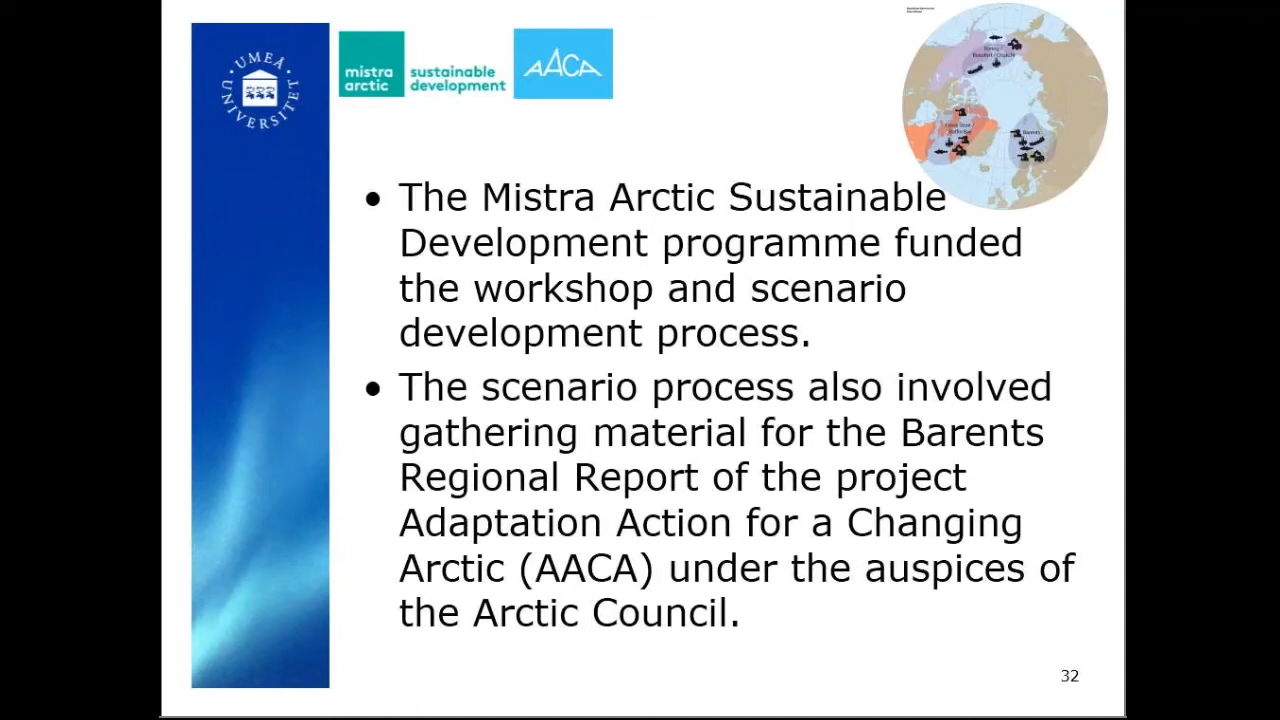 UMEÅ UNIVERSITET
mistra arctic
sustainable development
AACA
Barents
• The Mistra Arctic Sustainable
Development programme funded
the workshop and scenario
development process.
• The scenario process also involved
gathering material for the Barents
Regional Report of the project
Adaptation Action for a Changing
Arctic (AACA) under the auspices of
the Arctic Council.
32